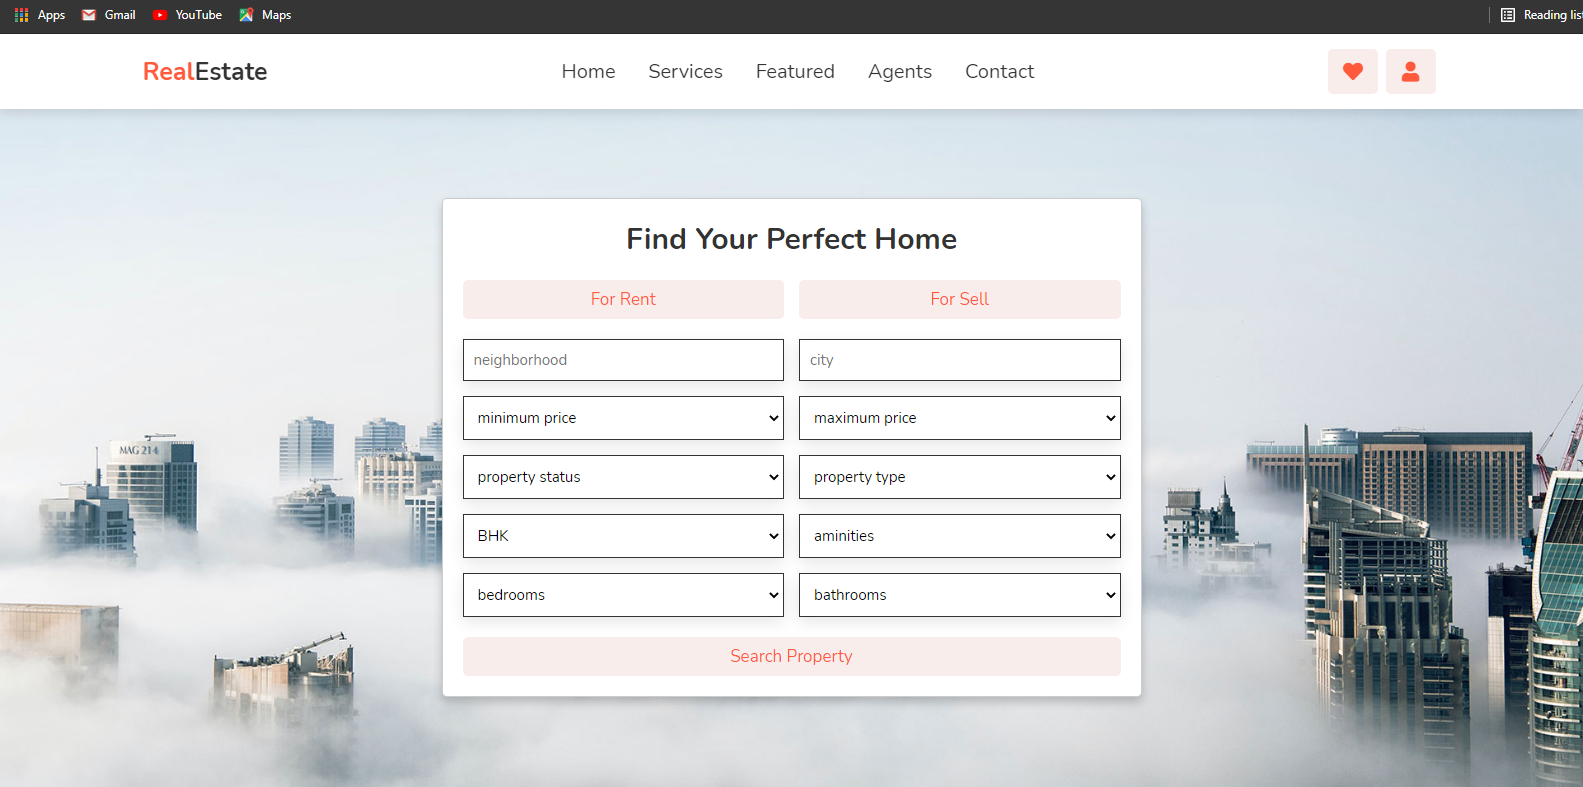 Apps Gmail YouTube Maps Reading lis
RealEstate Home Services Featured Agents Contact
Find Your Perfect Home
For Rent For Sell
neighborhood city
minimum price maximum price
MAG 214
property status property type
BHK aminities
bedrooms bathrooms
Search Property